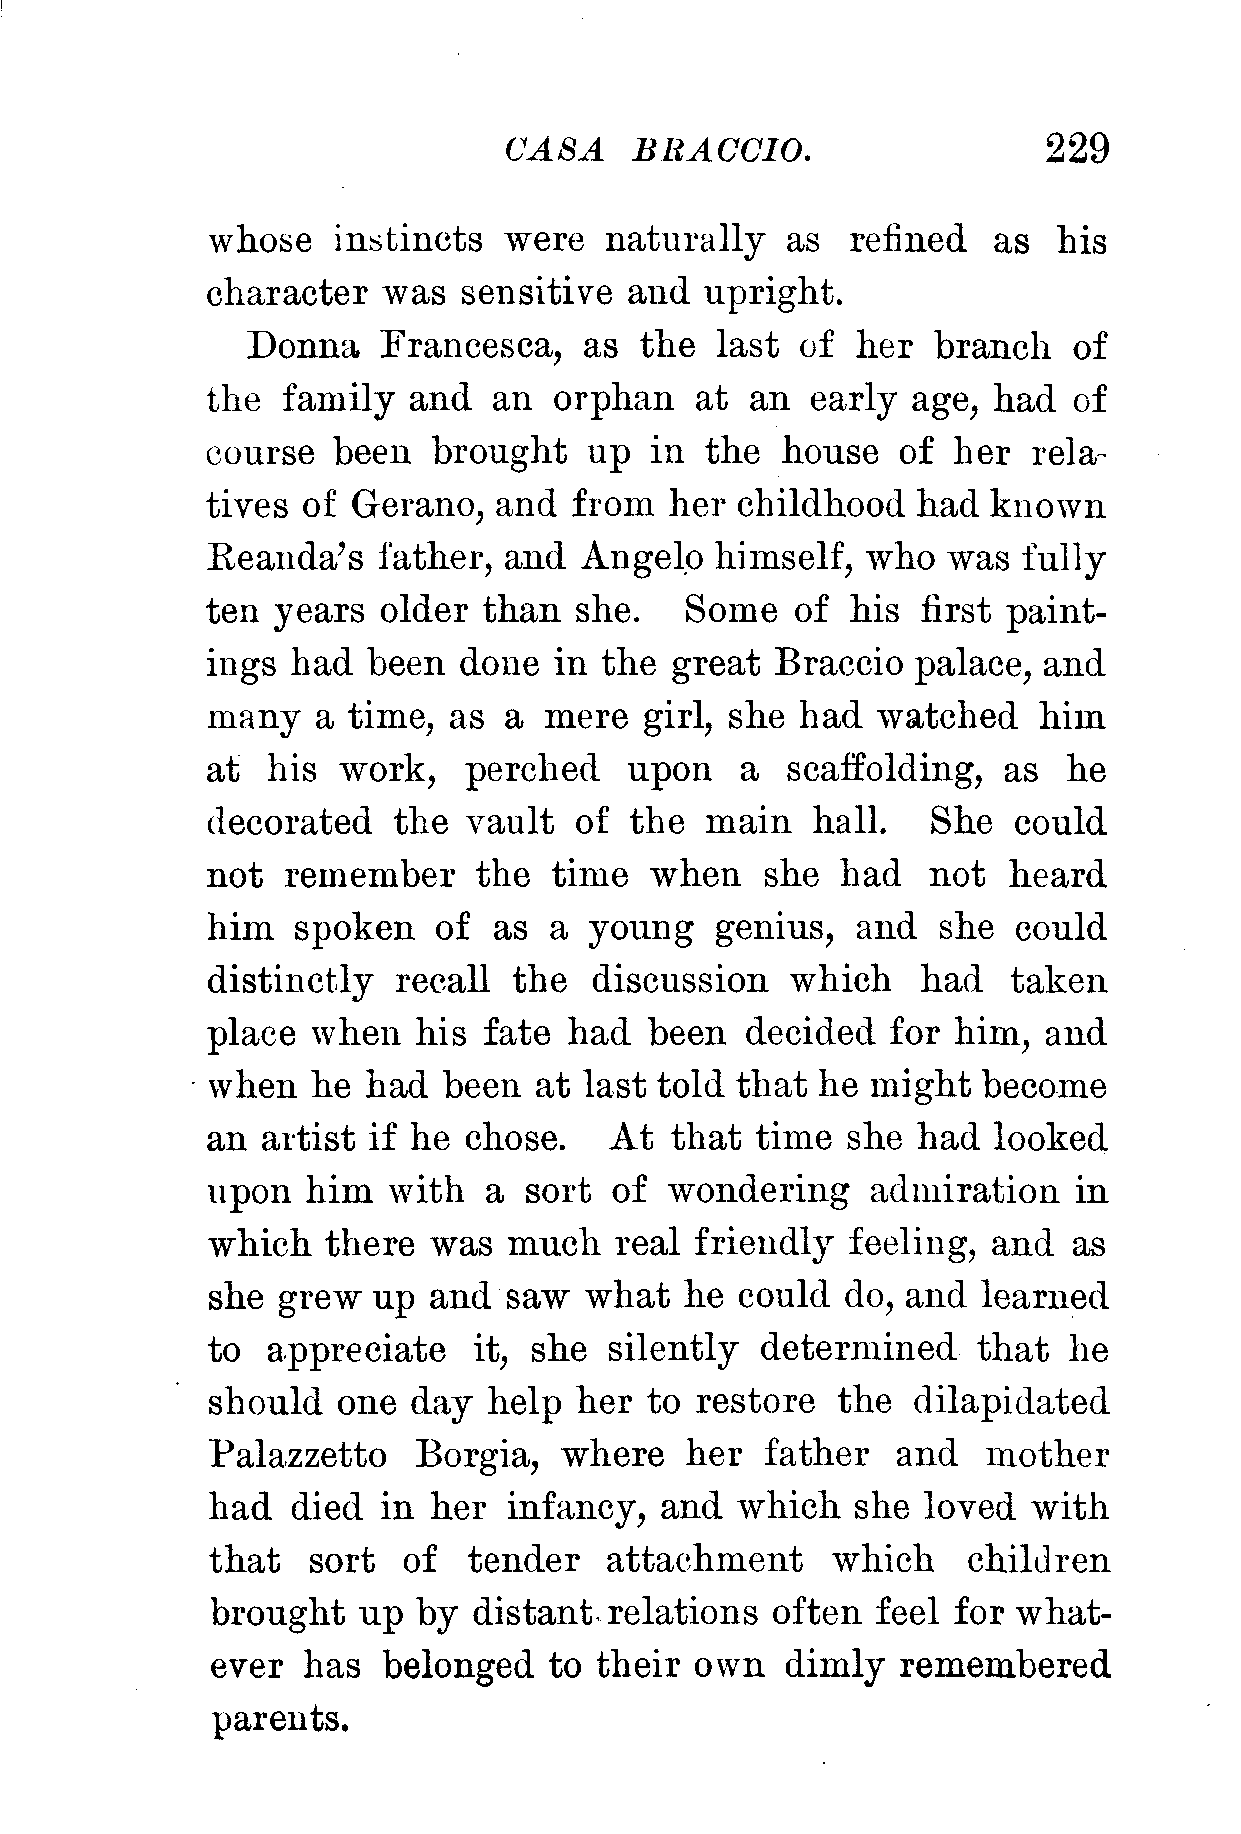 CASA BRACCIO. 229
whose instincts were naturally as refined as his
character was sensitive and upright.
Donna Francesca, as the last of her branch of
the family and an orphan at an early age, had of
course been brought up in the house of her rela-
tives of Gerano, and from her childhood had known
Reanda's father, and Angelo himself, who was fully
ten years older than she. Some of his first paint-
ings had been done in the great Braccio palace, and
many a time, as a mere girl, she had watched him
at his work, perched upon a scaffolding, as he
decorated the vault of the main hall. She could
not remember the time when she had not heard
him spoken of as a young genius, and she could
distinctly recall the discussion which had taken
place when his fate had been decided for him, and
when he had been at last told that he might become
an artist if he chose. At that time she had looked
upon him with a sort of wondering admiration in
which there was much real friendly feeling, and as
she grew up and saw what he could do, and learned
to appreciate it, she silently determined that he
should one day help her to restore the dilapidated
Palazzetto Borgia, where her father and mother
had died in her infancy, and which she loved with
that sort of tender attachment which children
brought up by distant relations often feel for what-
ever has belonged to their own dimly remembered
parents.